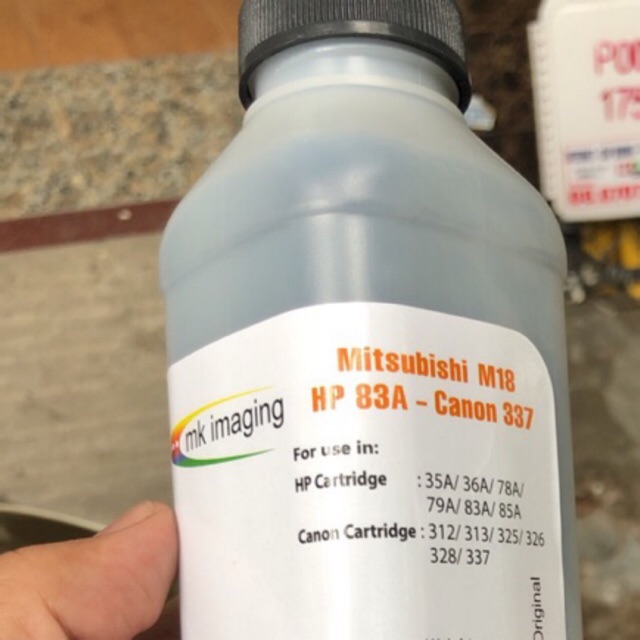 Mitsubishi M18
HP 83A - Canon 337
mk imaging
For use in:
HP Cartridge : 35A/ 36A/ 78A/
79A/ 83A/ 85A
Canon Cartridge : 312/ 313/ 325/ 326
328/ 337
Original